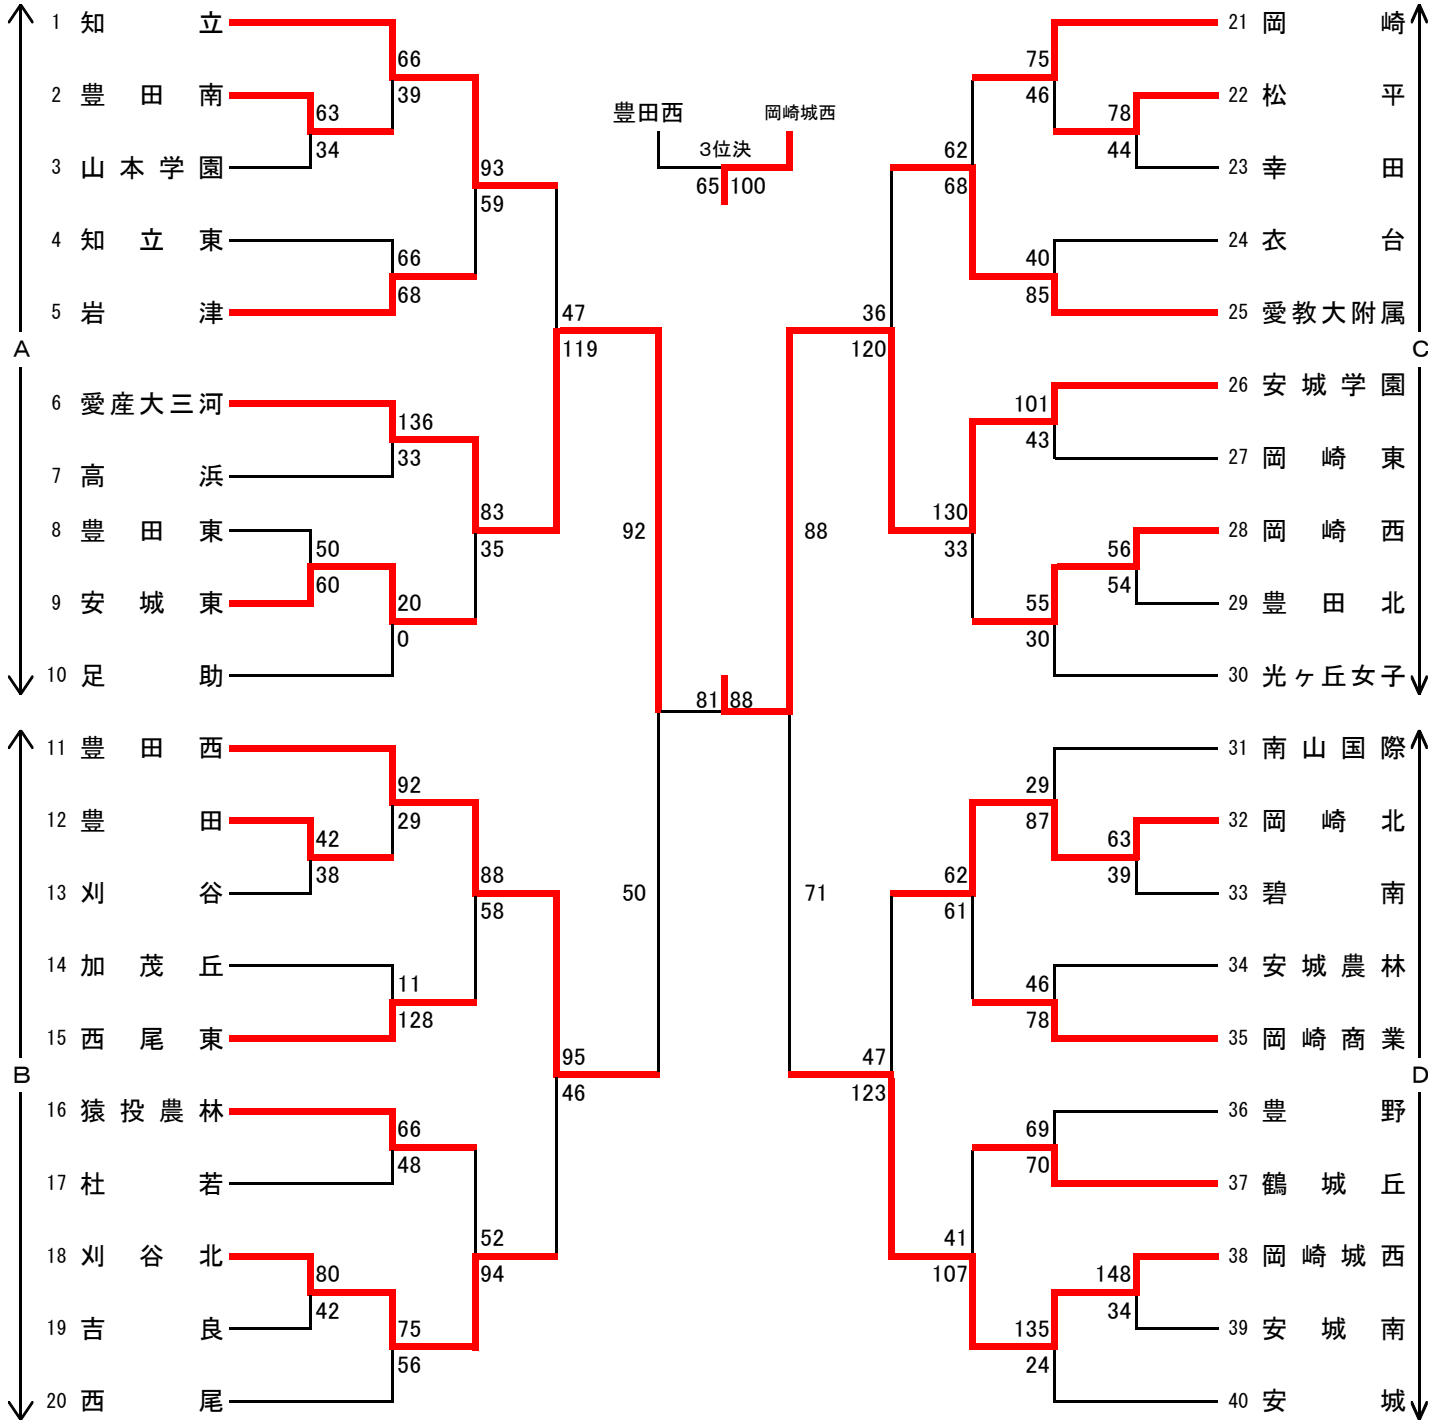 1 知立
66
39
2 豊田南
63
34
3 山本学園
93
59
4 知立東
66
68
5 岩津
47
119
A
6 愛産大三河
136
33
7 高浜
83
35
8 豊田東
50
60
9 安城東
20
0
10 足助
92
11 豊田西
92
29
12 豊田
42
38
13 刈谷
88
58
14 加茂丘
11
128
15 西尾東
95
46
B
16 猿投農林
66
48
17 杜若
52
94
18 刈谷北
80
42
19 吉良
75
56
20 西尾
50
豊田西 岡崎城西
3位決
65 100
81 88
88
71
21 岡崎
75
46
22 松平
78
44
23 幸田
62
68
24 衣台
40
85
25 愛教大附属
36
120
C
26 安城学園
101
43
27 岡崎東
130
33
28 岡崎西
56
54
29 豊田北
55
30
30 光ヶ丘女子
31 南山国際
29
87
32 岡崎北
63
39
33 碧南
62
61
34 安城農林
46
78
35 岡崎商業
47
123
D
36 豊野
69
70
37 鶴城丘
41
107
38 岡崎城西
148
34
39 安城南
135
24
40 安城